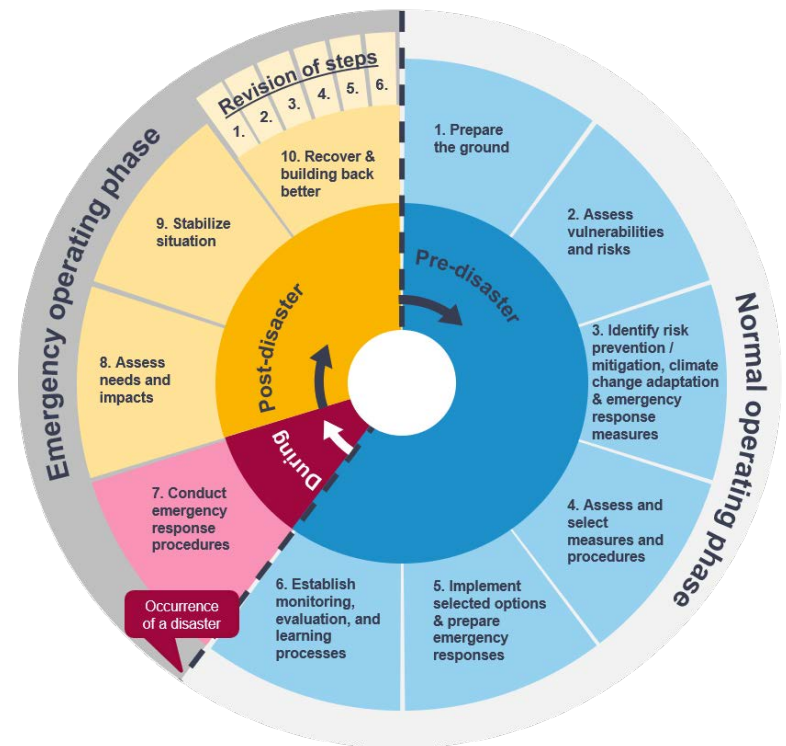 Emergency operating phase
Normal operating phase
Revision of steps
1.
2.
3.
4.
5.
6.
Pre-disaster
During
Post-disaster
1. Prepare
the ground
2. Assess
vulnerabilities
and risks
3. Identify risk
prevention /
mitigation, climate
change adaptation
& emergency
response
measures
4. Assess and
select
measures and
procedures
5. Implement
selected options
& prepare
emergency
responses
6. Establish
monitoring,
evaluation, and
learning
processes
Occurrence
of a disaster
7. Conduct
emergency
response
procedures
8. Assess
needs and
impacts
9. Stabilize
situation
10. Recover &
building back
better